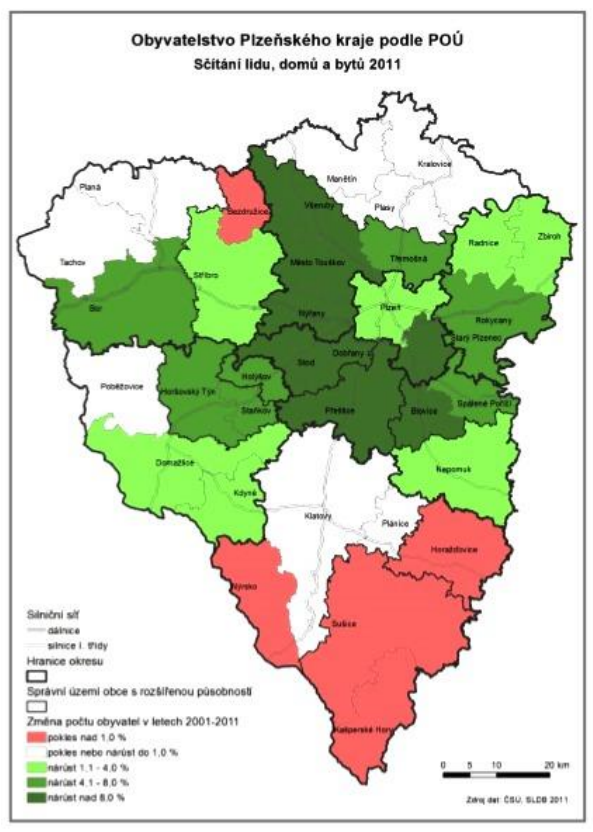 Obyvatelstvo Plzeňského kraje podle POÚ
Sčítání lidu, domů a bytů 2011
Kralovice
Manětín
Planá
Plasy
Bezdružice
Všeruby
Zbiroh
Radnice
Třemošná
Město Touškov
Tachov
Stříbro
Bor
Plzeň
Nýřany
Rokycany
Starý Plzenec
Dobřany
Stod
Holýšov
Poběžovice
Horšovský Týn
Staňkov
Přeštice
Blovice
Spálené Poříčí
Domažlice
Nepomuk
Kdyně
Klatovy
Plánice
Horažďovice
Nýrsko
Sušice
Kašperské Hory
Silniční síť
dálnice
silnice I. třídy
Hranice okresu
Správní území obce s rozšířenou působností
Změna počtu obyvatel v letech 2001-2011
pokles nad 1,0 %
pokles nebo nárůst do 1,0 %
nárůst 1,1 - 4,0 %
nárůst 4,1 - 8,0 %
nárůst nad 8,0 %
0 5 10 20 km
Zdroj dat: ČSÚ, SLDB 2011